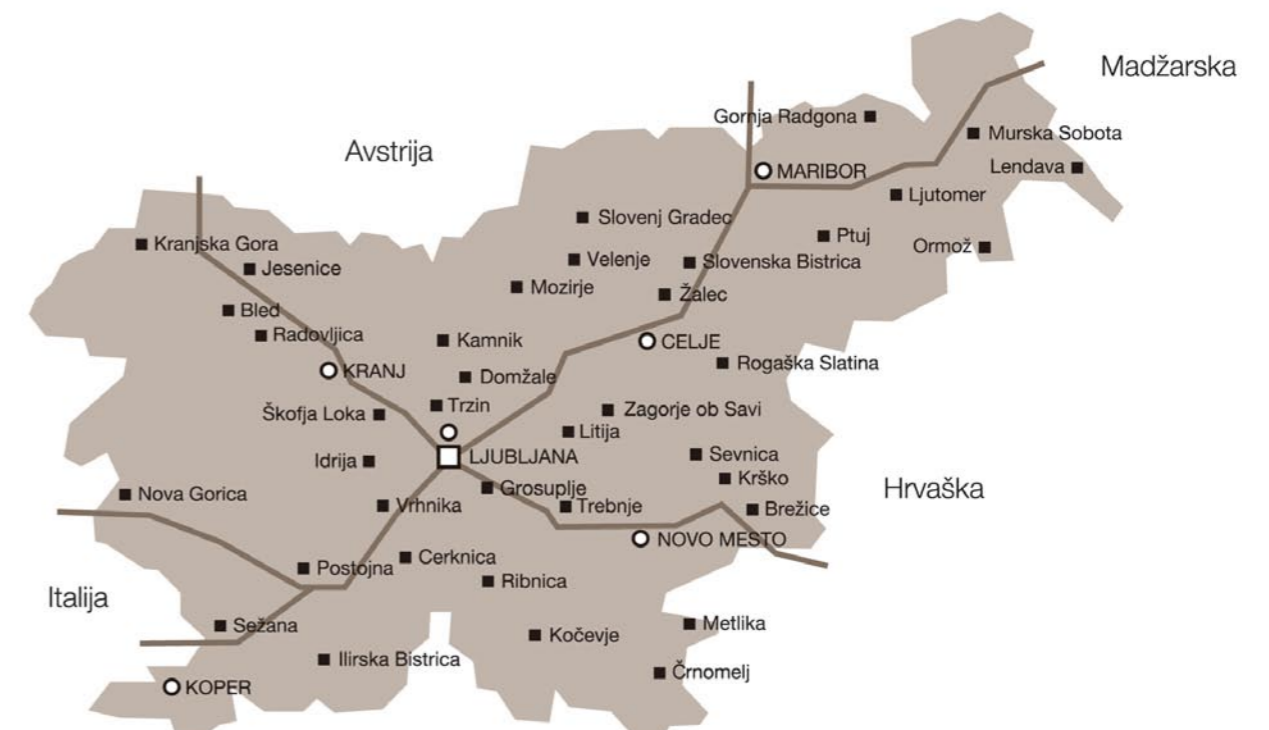 Madžarska
Gornja Radgona
Murska Sobota
Avstrija
Lendava
MARIBOR
Ljutomer
Slovenj Gradec
Ptuj
Kranjska Gora
Ormož
Velenje
Slovenska Bistrica
Jesenice
Mozirje
Žalec
Bled
Radovljica
Kamnik
CELJE
Rogaška Slatina
KRANJ
Domžale
Trzin
Zagorje ob Savi
Škofja Loka
Litija
Sevnica
LJUBLJANA
Idrija
Krško
Grosuplje
Hrvaška
Nova Gorica
Vrhnika
Trebnje
Brežice
NOVO MESTO
Cerknica
Postojna
Ribnica
Italija
Metlika
Sežana
Kočevje
Ilirska Bistrica
Črnomelj
KOPER